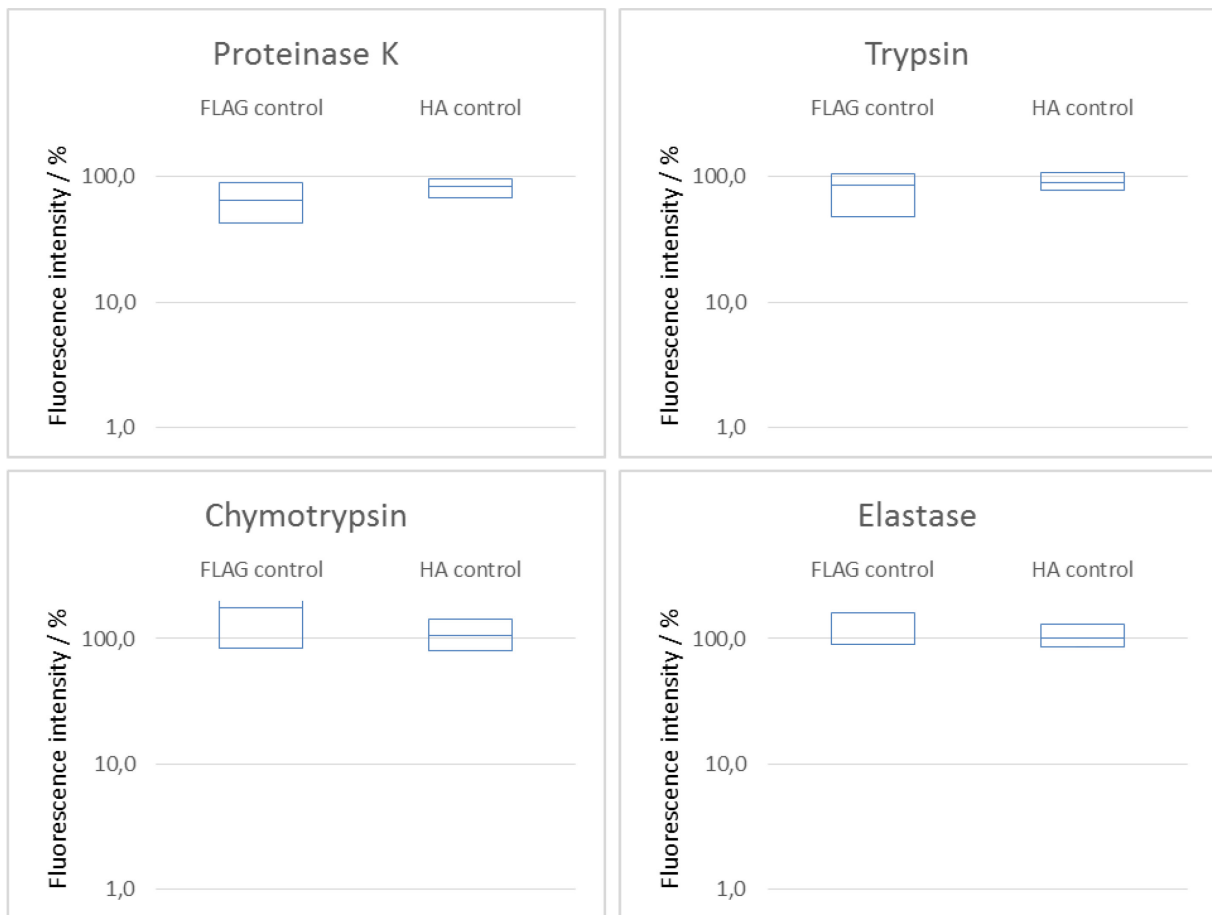 Proteinase K
FLAG control HA control
Fluorescence intensity / %
100,0
10,0
1,0
Trypsin
FLAG control HA control
Fluorescence intensity / %
100,0
10,0
1,0
Chymotrypsin
FLAG control HA control
Fluorescence intensity / %
100,0
10,0
1,0
Elastase
FLAG control HA control
Fluorescence intensity / %
100,0
10,0
1,0